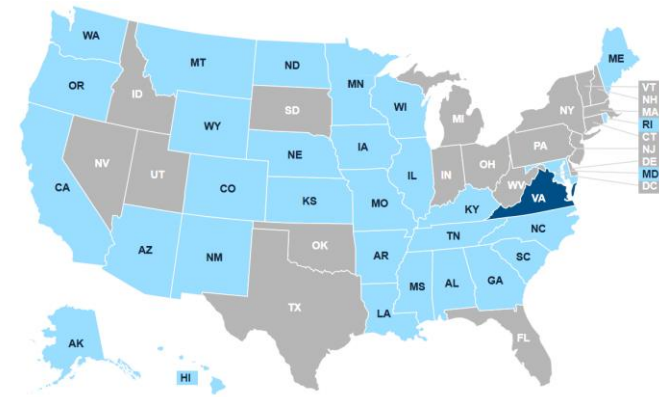 WA
MT
ND
MN
ME
OR
ID
SD
WI
MI
NY
VT
NH
MA
RI
CT
NJ
DE
MD
DC
WY
NE
IA
IL
IN
OH
PA
WV
VA
NV
UT
CO
KS
MO
KY
CA
AZ
NM
OK
AR
TN
NC
SC
MS
AL
GA
TX
LA
FL
AK
HI